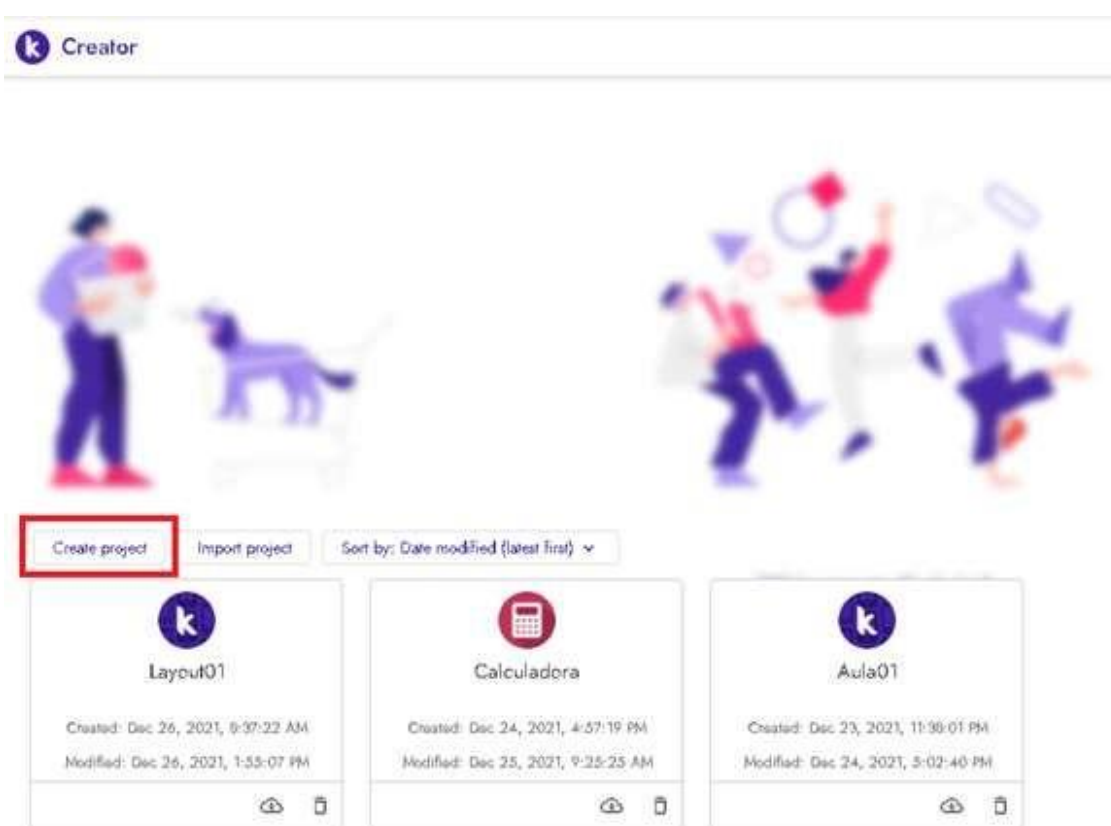 k Creator
Create project Import project Sort by: Date modified (latest first)
k
Layout01 Calculadora Aula01
Created: Dec 26, 2021, 8:37:22 AM Created: Dec 24, 2021, 4:57:19 PM Created: Dec 23, 2021, 11:38:01 PM
Modified: Dec 26, 2021, 1:55:07 PM Modified: Dec 25, 2021, 9:25:25 AM Modified: Dec 24, 2021, 5:02:40 PM